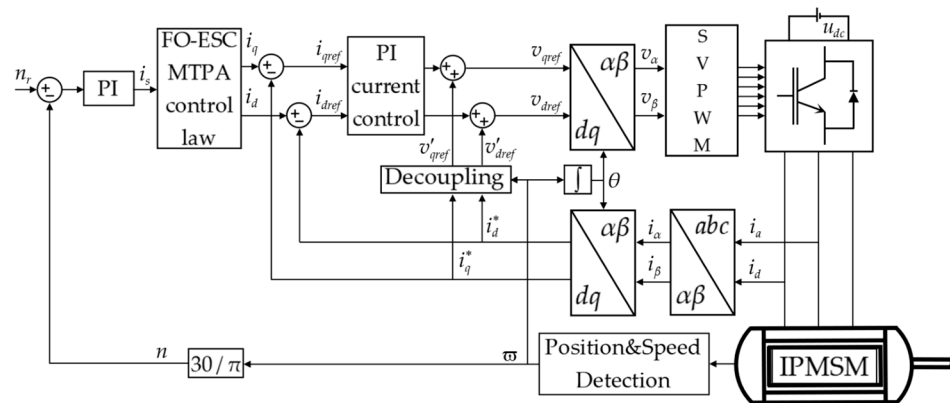 u_dc
FO-ESC
MTPA
control
law
PI
current
control
S
V
P
W
M
n_r
PI
i_s
i_q
i_d
i_qref
i_dref
+
−
+
−
+
−
+
+
+
+
v_qref
v_dref
αβ
dq
v_α
v_β
v′_qref
v′_dref
Decoupling
∫
θ
i_d^*
i_q^*
αβ
dq
i_α
i_β
abc
αβ
i_a
i_d
n
30/π
ϖ
Position&Speed
Detection
IPMSM